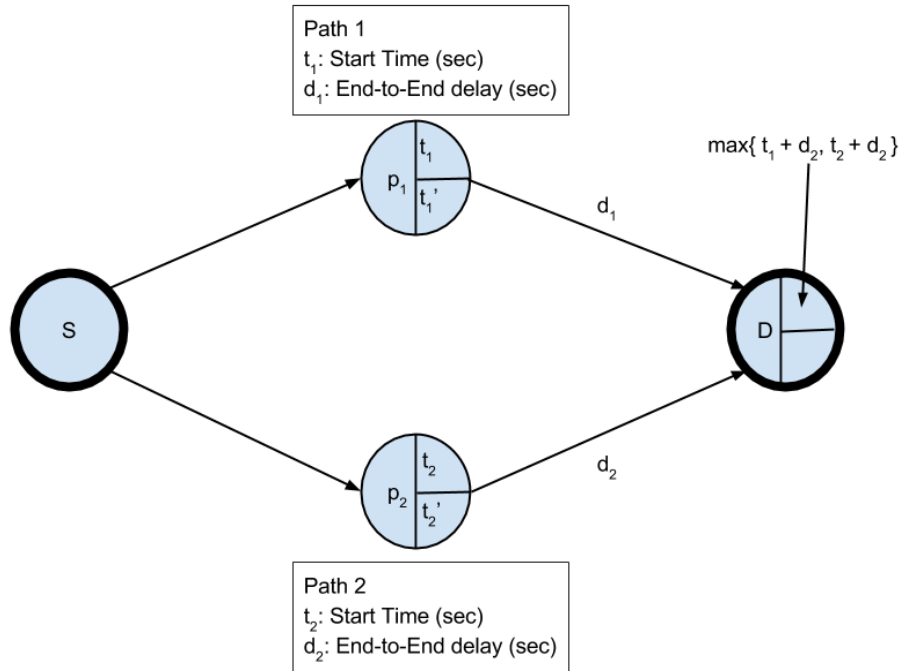 Path 1
t₁: Start Time (sec)
d₁: End-to-End delay (sec)
max{ t₁ + d₂, t₂ + d₂ }
t₁
p₁
t₁’
d₁
S
D
t₂
p₂
t₂’
d₂
Path 2
t₂: Start Time (sec)
d₂: End-to-End delay (sec)